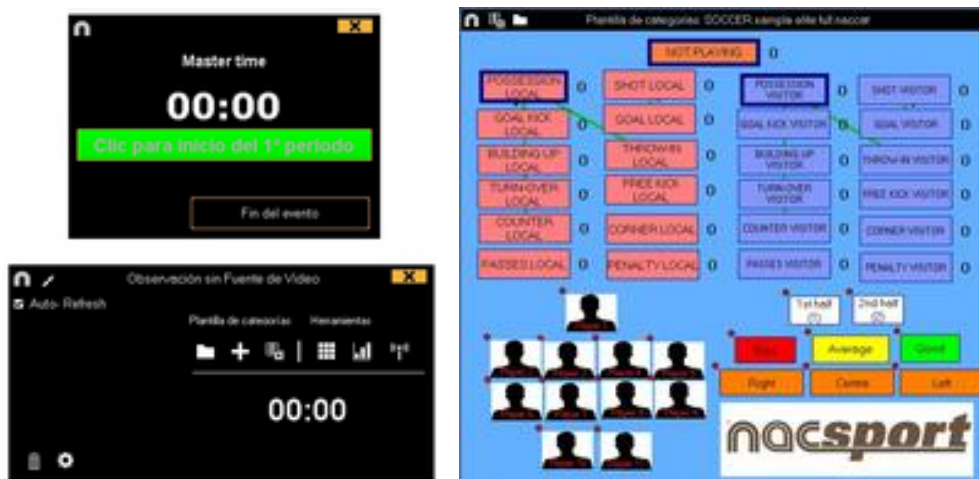 Master time
00:00
Clic para inicio del 1º periodo
Fin del evento
Observación sin Fuente de Vídeo
Auto- Refresh
Plantilla de categorías Herramientas
00:00
Plantilla de categorías: SOCCER sample elite full nacsport
NOT PLAYING 0
POSSESSION LOCAL 0
SHOT LOCAL 0
POSSESSION VISITOR 0
SHOT VISITOR 0
GOAL KICK LOCAL 0
GOAL LOCAL 0
GOAL KICK VISITOR 0
GOAL VISITOR 0
BUILDING UP LOCAL 0
THROW-IN LOCAL 0
BUILDING UP VISITOR 0
THROW-IN VISITOR 0
TURN-OVER LOCAL 0
FREE KICK LOCAL 0
TURN-OVER VISITOR 0
FREE KICK VISITOR 0
COUNTER LOCAL 0
CORNER LOCAL 0
COUNTER VISITOR 0
CORNER VISITOR 0
PASSES LOCAL 0
PENALTY LOCAL 0
PASSES VISITOR 0
PENALTY VISITOR 0
1st half
2nd half
Average
Good
Right
Centre
Left
nacsport